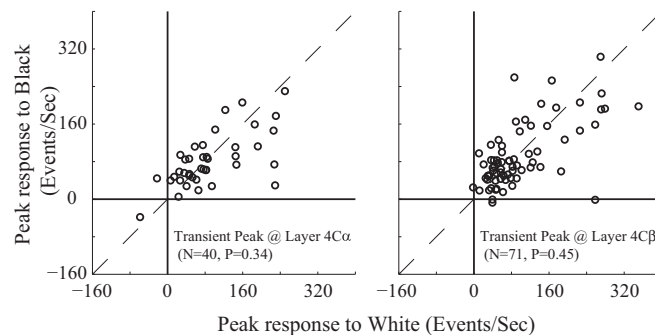 Peak response to Black
(Events/Sec)
400
320
160
0
−160
Transient Peak @ Layer 4Cα
(N=40, P=0.34)
Transient Peak @ Layer 4Cβ
(N=71, P=0.45)
−160 0 160 320
−160 0 160 320
Peak response to White (Events/Sec)